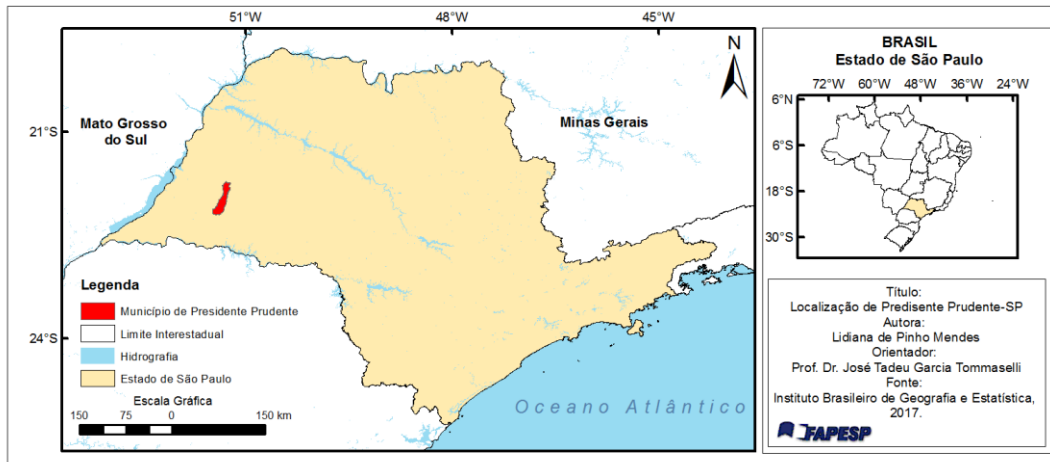 51°W 48°W 45°W
N
Mato Grosso
do Sul
Minas Gerais
21°S
24°S
Legenda
Município de Presidente Prudente
Limite Interestadual
Hidrografia
Estado de São Paulo
Escala Gráfica
150 75 0 150 km
Oceano Atlântico
BRASIL
Estado de São Paulo
72°W 60°W 48°W 36°W 24°W
6°N
6°S
18°S
30°S
Título:
Localização de Predisente Prudente-SP
Autora:
Lidiana de Pinho Mendes
Orientador:
Prof. Dr. José Tadeu Garcia Tommaselli
Fonte:
Instituto Brasileiro de Geografia e Estatística,
2017.
FAPESP